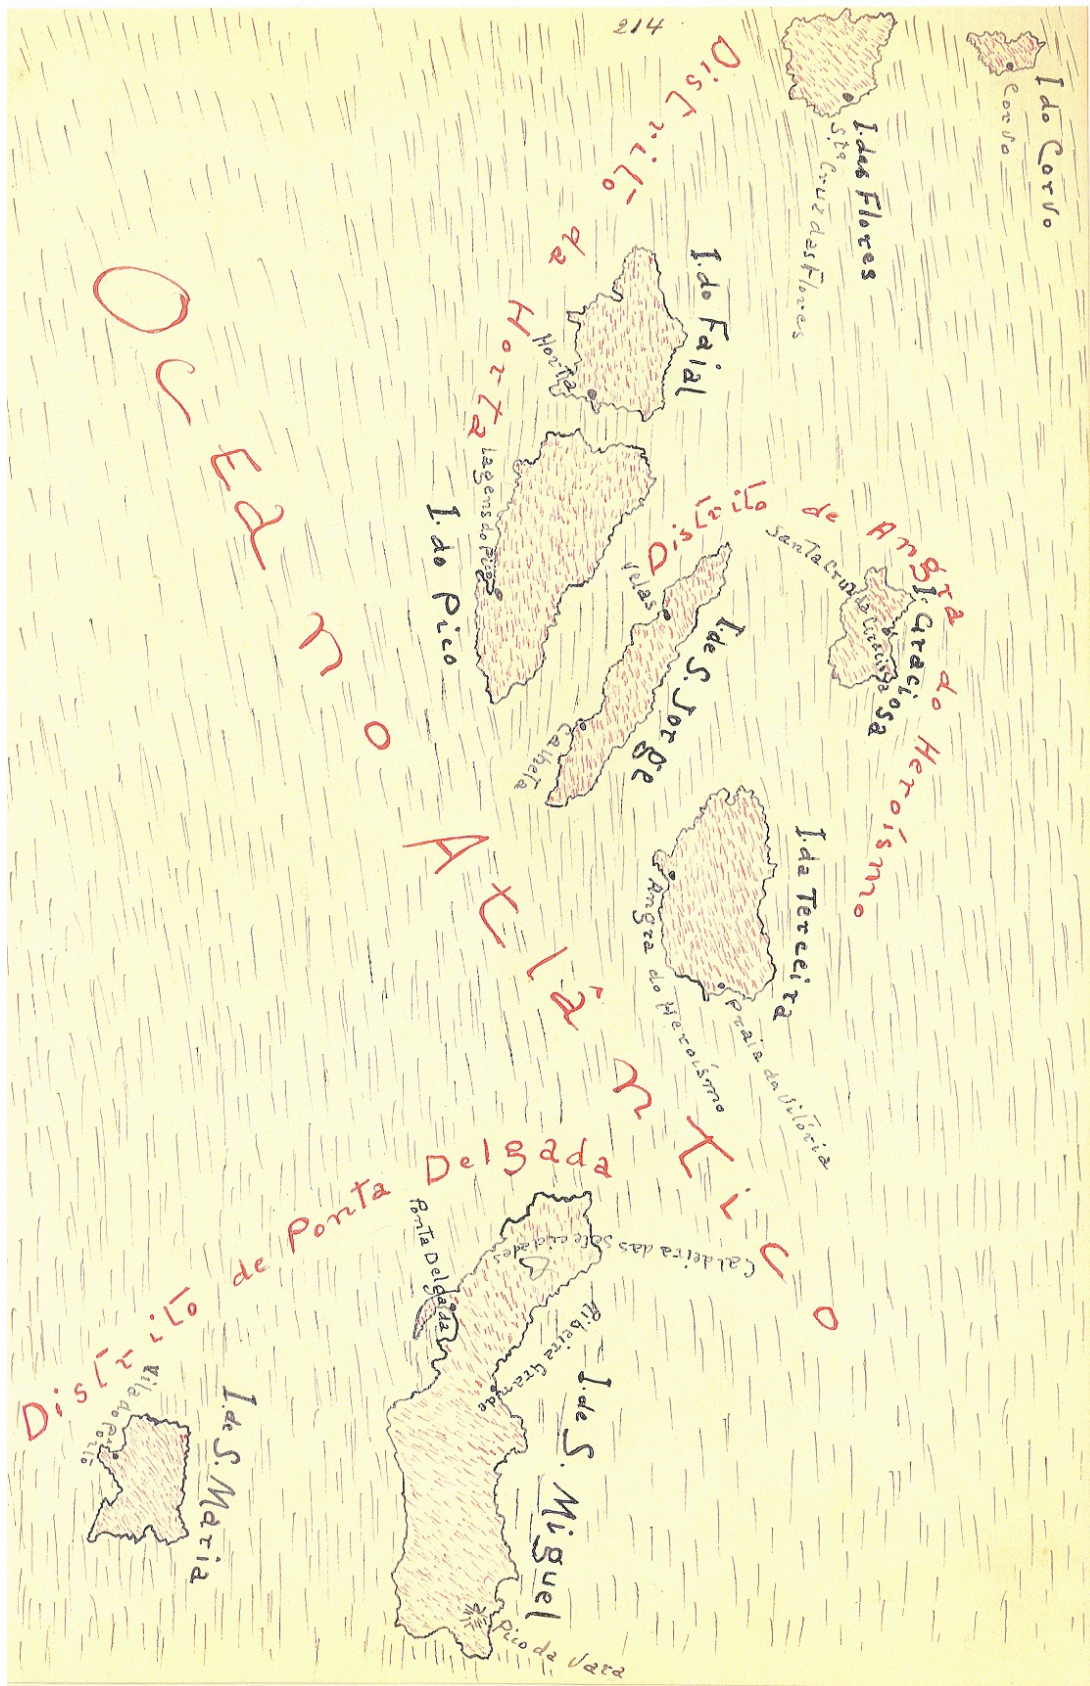 214
I do Corvo
Corvo
I. das Flores
Sta Cruz das Flores
Distrito da Horta
I. do Faial
Horta
I. do Pico
Lagens do Pico
Distrito de Angra do Heroísmo
I. Graciosa
Santa Cruz da Graciosa
I. de S. Jorge
Velas
Calheta
I. da Terceira
Angra do Heroísmo
Praia da Vitória
Oceano Atlântico
Distrito de Ponta Delgada
I. de S. Miguel
Ponta Delgada
Caldeira das sete cidades
Ribeira Grande
Pico da Vara
I. de S. Maria
Vila do Porto